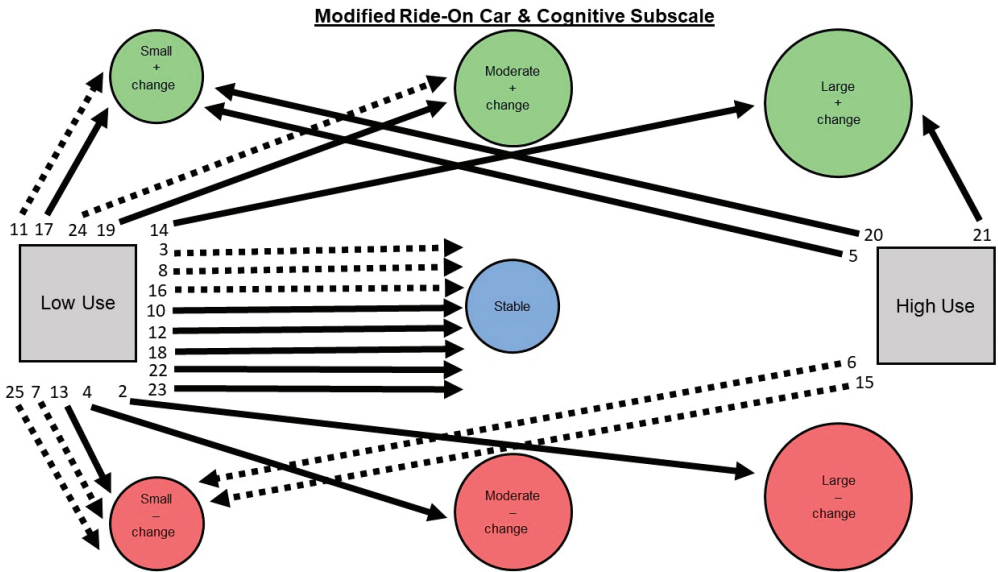 Modified Ride-On Car & Cognitive Subscale
Small
+
change
Moderate
+
change
Large
+
change
11 17 24 19 14
20
21
3
5
8
16
10
12
18
22
23
Low Use
Stable
High Use
6
15
25 7 13 4 2
Small
–
change
Moderate
–
change
Large
–
change